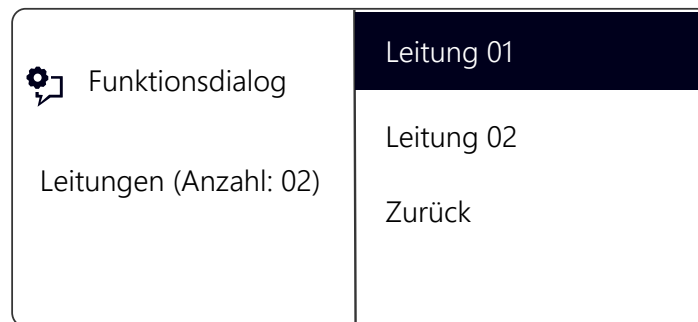 Funktionsdialog
Leitungen (Anzahl: 02)
Leitung 01
Leitung 02
Zurück